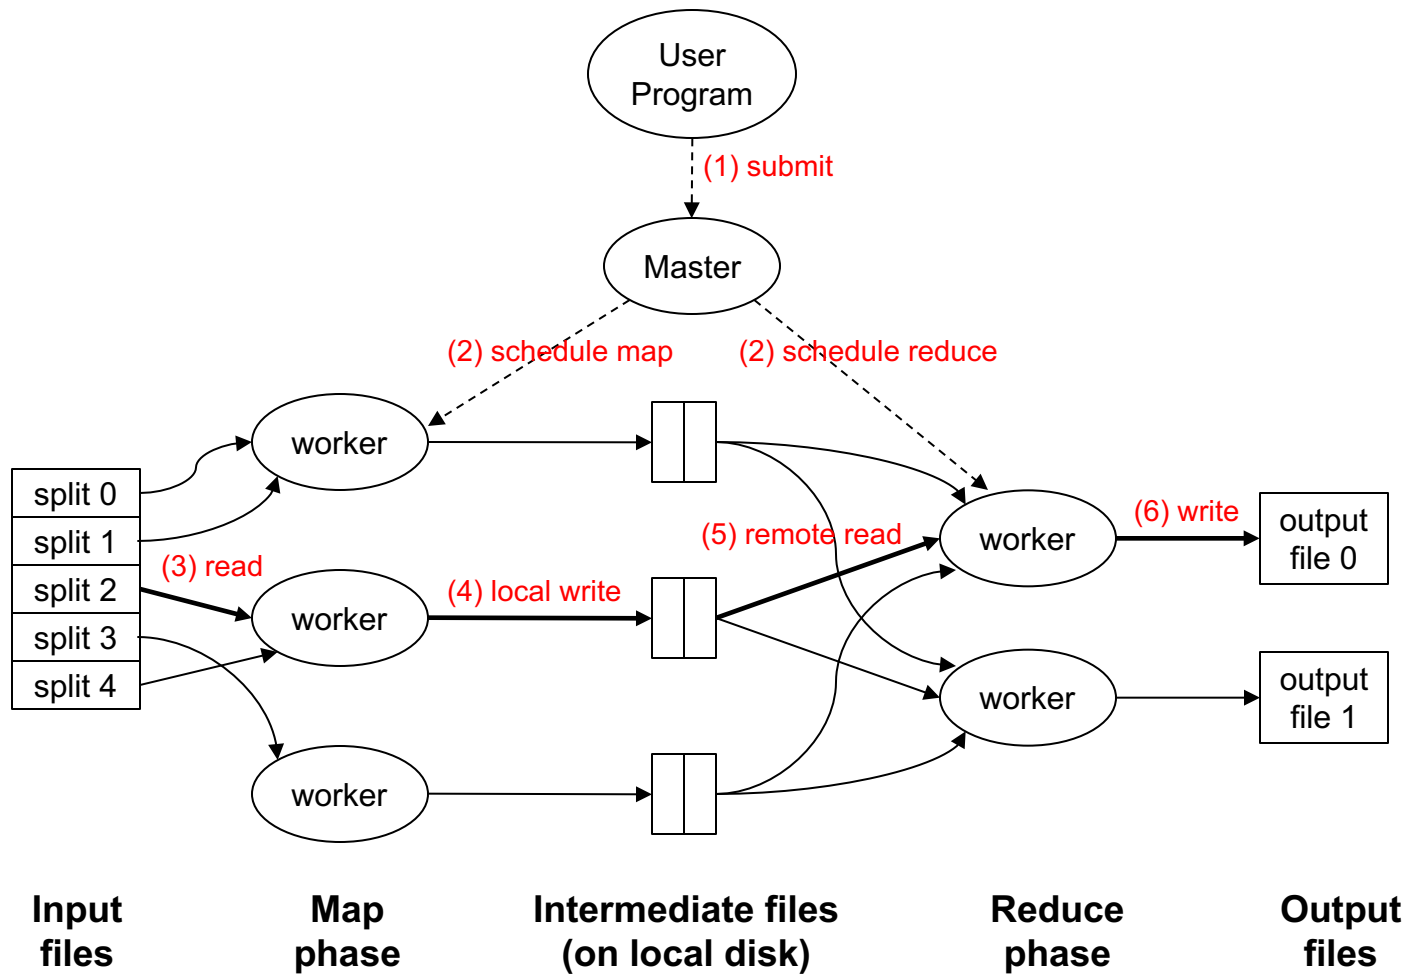 User
Program
(1) submit
Master
(2) schedule map
(2) schedule reduce
worker
split 0
split 1
split 2
split 3
split 4
(3) read
worker
(4) local write
worker
(5) remote read
worker
(6) write
output
file 0
worker
output
file 1
Input
files
Map
phase
Intermediate files
(on local disk)
Reduce
phase
Output
files